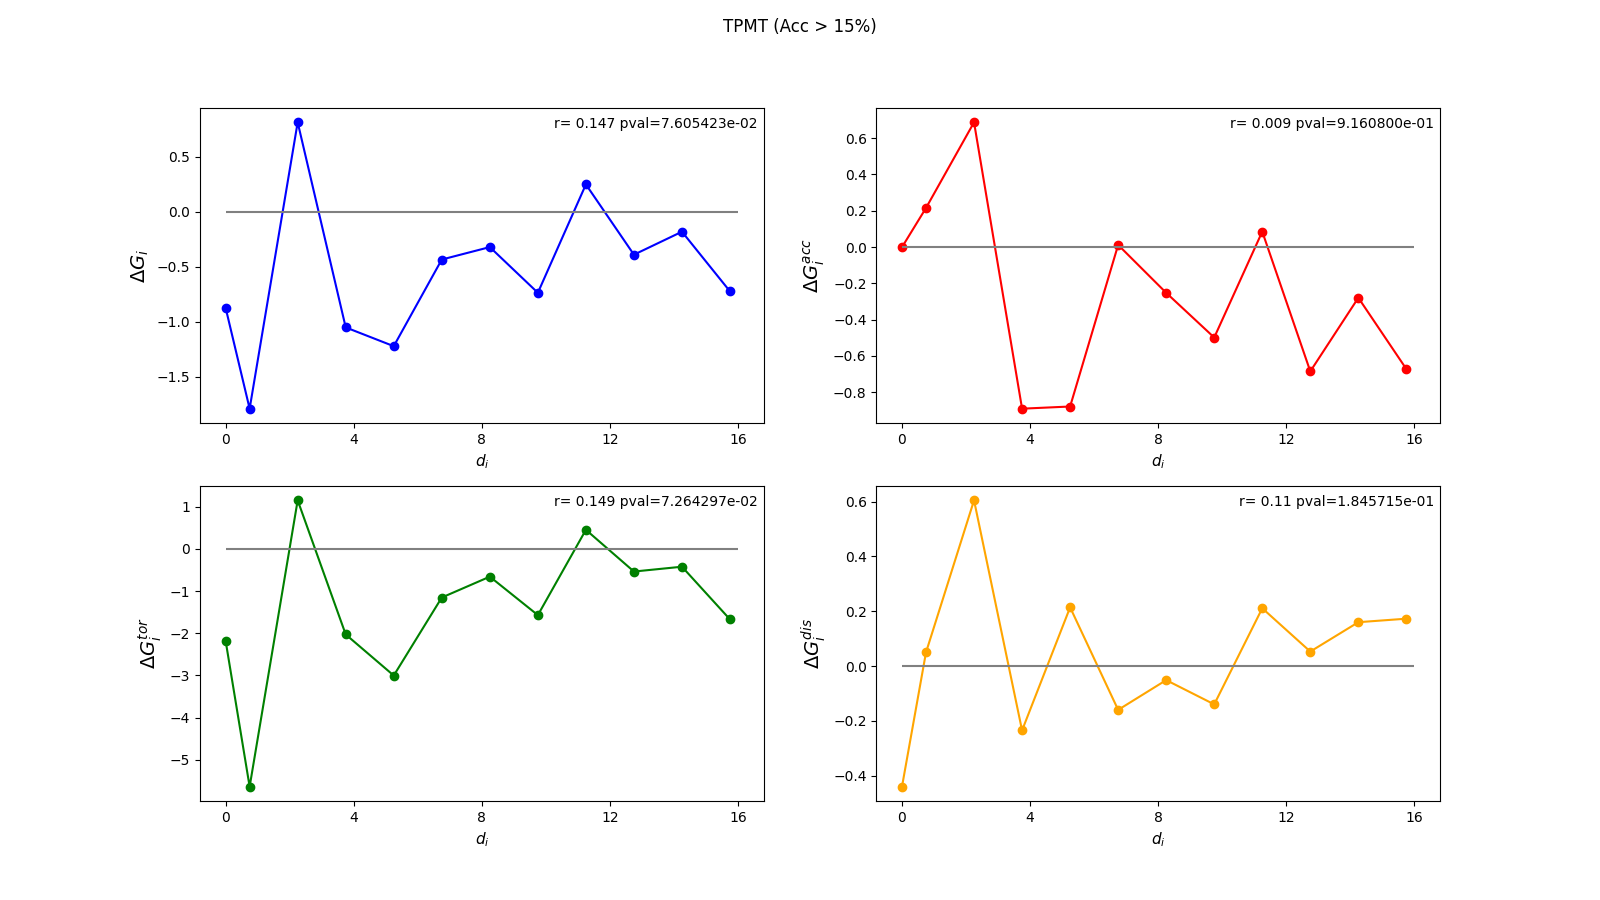 TPMT (Acc > 15%)
r= 0.147 pval=7.605423e-02
0.5
0.0
−0.5
−1.0
−1.5
ΔG_i
0 4 8 12 16
d_i
r= 0.009 pval=9.160800e-01
0.6
0.4
0.2
0.0
−0.2
−0.4
−0.6
−0.8
ΔG_i^acc
0 4 8 12 16
d_i
r= 0.149 pval=7.264297e-02
1
0
−1
−2
−3
−4
−5
ΔG_i^tor
0 4 8 12 16
d_i
r= 0.11 pval=1.845715e-01
0.6
0.4
0.2
0.0
−0.2
−0.4
ΔG_i^dis
0 4 8 12 16
d_i